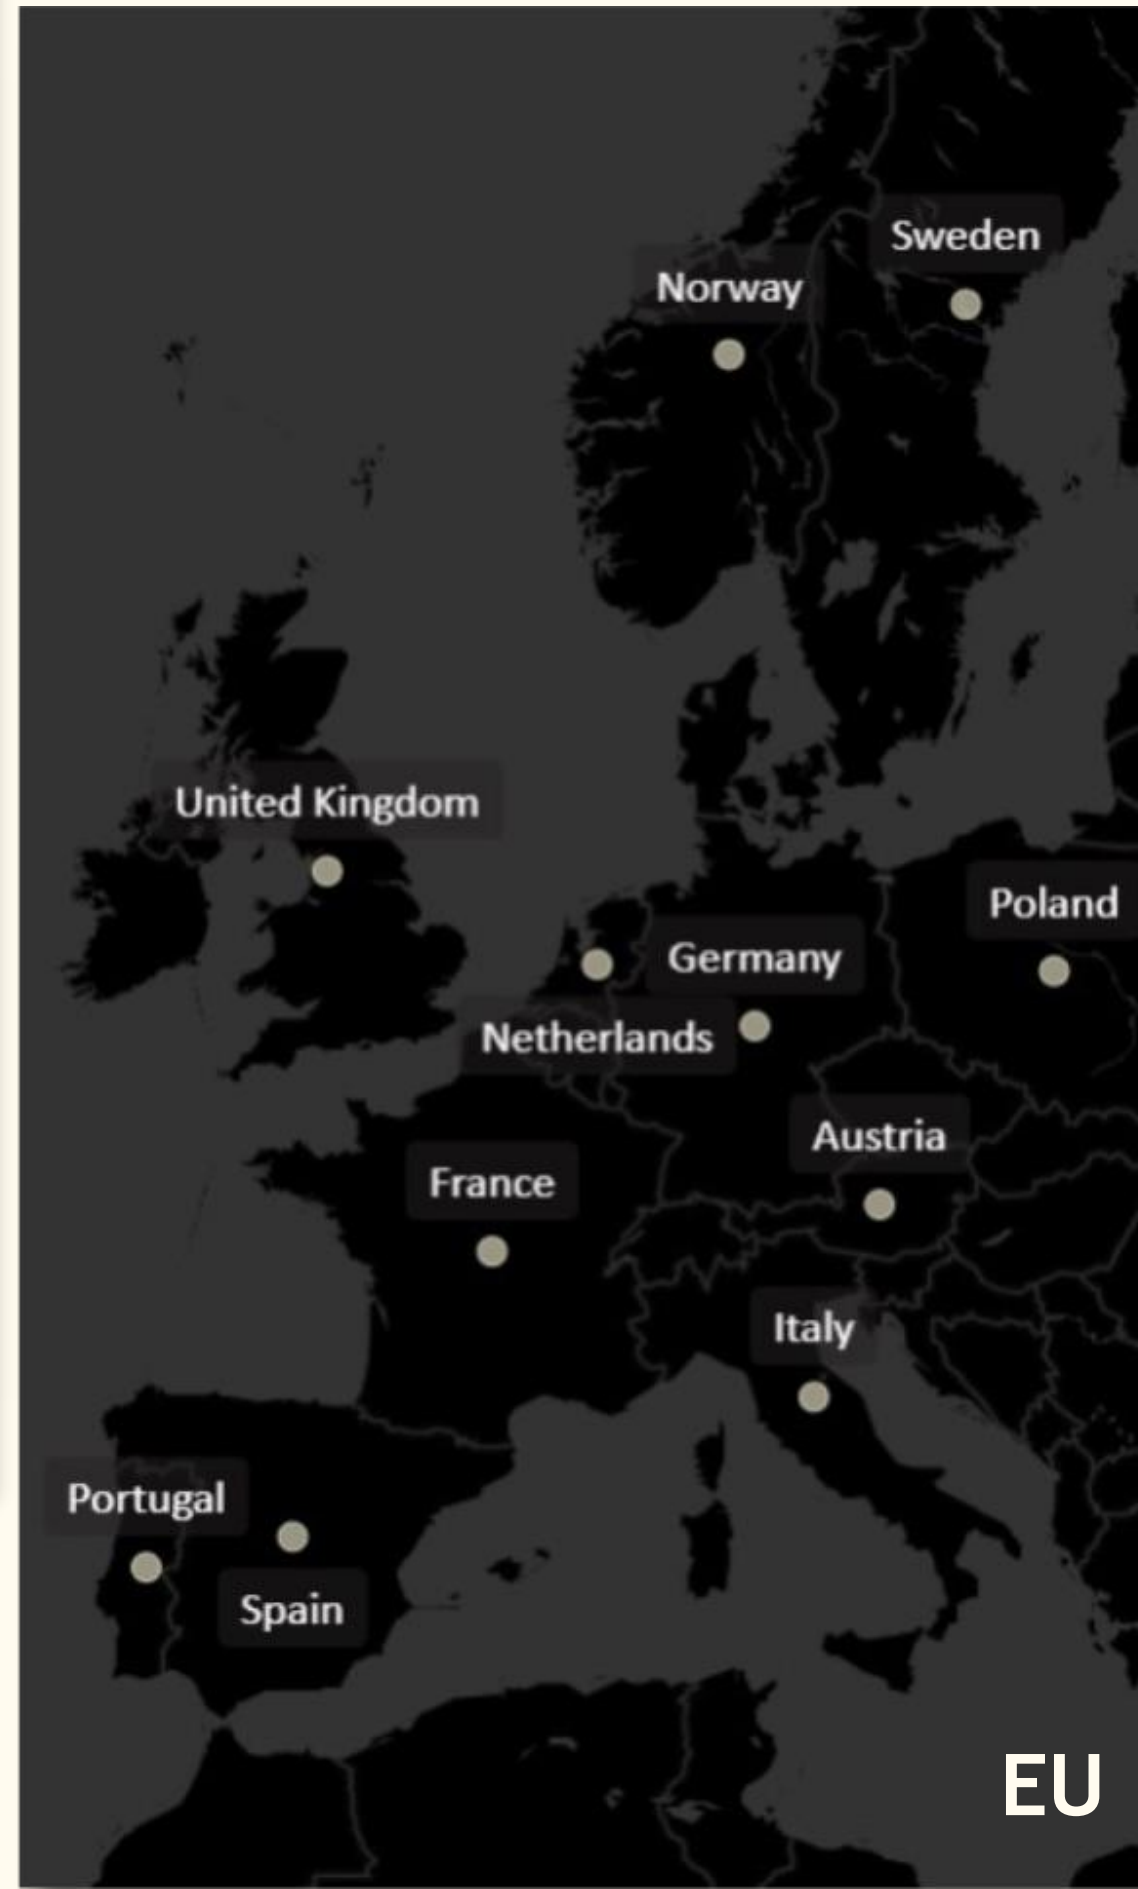 Sweden
Norway
United Kingdom
Poland
Germany
Netherlands
Austria
France
Italy
Portugal
Spain
EU